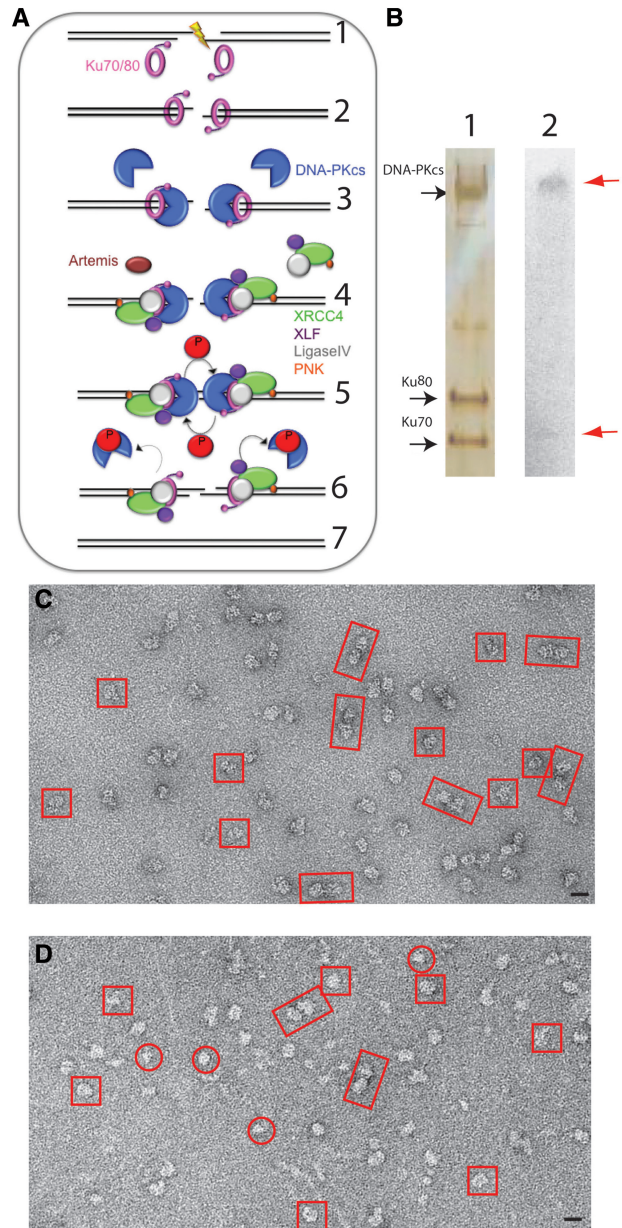 A
B
1
Ku70/80
2
DNA-PKcs
3
Artemis
4
XRCC4
XLF
LigaseIV
PNK
P
5
P
P
P
6
7
1
2
DNA-PKcs
Ku80
Ku70
C
D